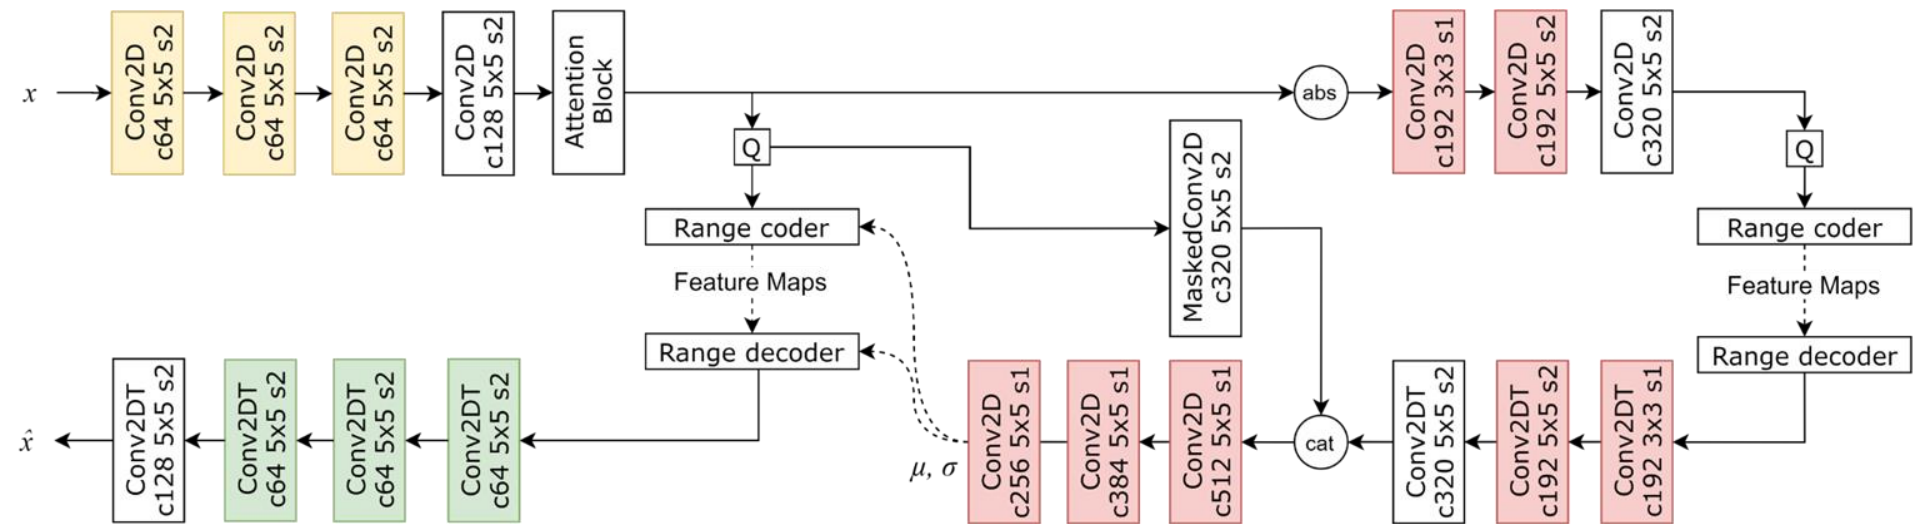 x
Conv2D
c64 5x5 s2
Conv2D
c64 5x5 s2
Conv2D
c64 5x5 s2
Conv2D
c128 5x5 s2
Attention
Block
abs
Conv2D
c192 3x3 s1
Conv2D
c192 5x5 s2
Conv2D
c320 5x5 s2
Q
Q
MaskedConv2D
c320 5x5 s2
Range coder
Range coder
Feature Maps
Feature Maps
Range decoder
Range decoder
x̂
Conv2DT
c128 5x5 s2
Conv2DT
c64 5x5 s2
Conv2DT
c64 5x5 s2
Conv2DT
c64 5x5 s2
μ, σ
Conv2D
c256 5x5 s1
Conv2D
c384 5x5 s1
Conv2D
c512 5x5 s1
cat
Conv2DT
c320 5x5 s2
Conv2DT
c192 5x5 s2
Conv2DT
c192 3x3 s1